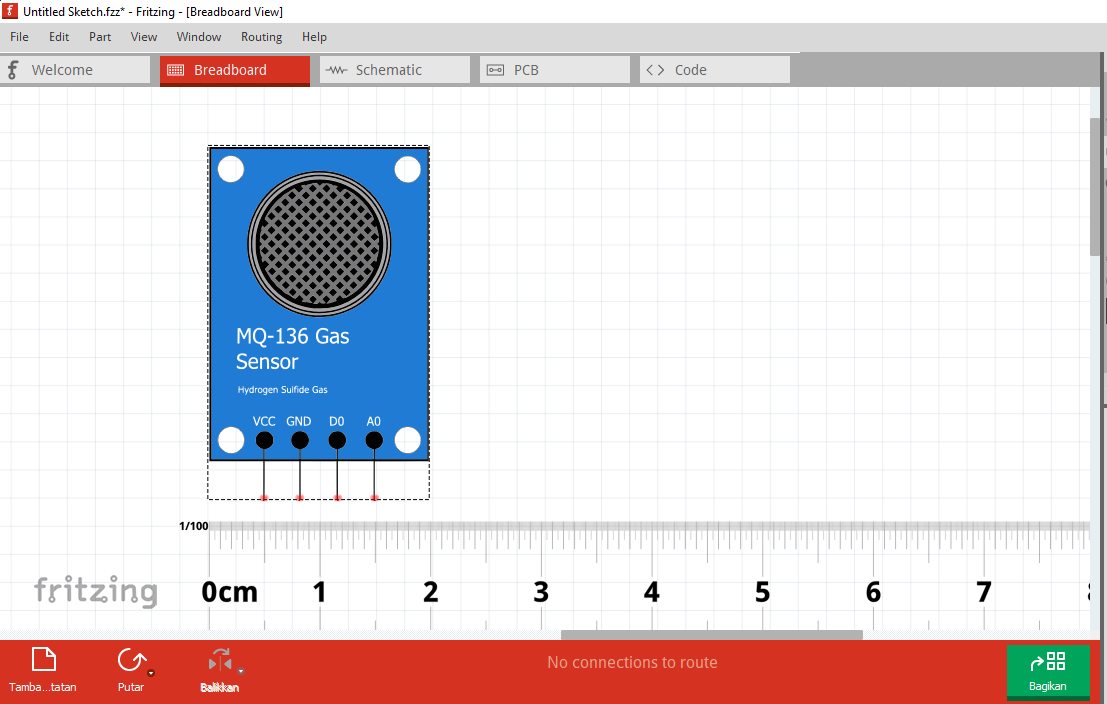 Untitled Sketch.fzz* - Fritzing - [Breadboard View]
File Edit Part View Window Routing Help
Welcome Breadboard Schematic PCB Code
MQ-136 Gas
Sensor
Hydrogen Sulfide Gas
VCC GND D0 A0
1/100
fritzing
0cm 1 2 3 4 5 6 7
No connections to route
Tamba...tatan Putar Balikkan Bagikan